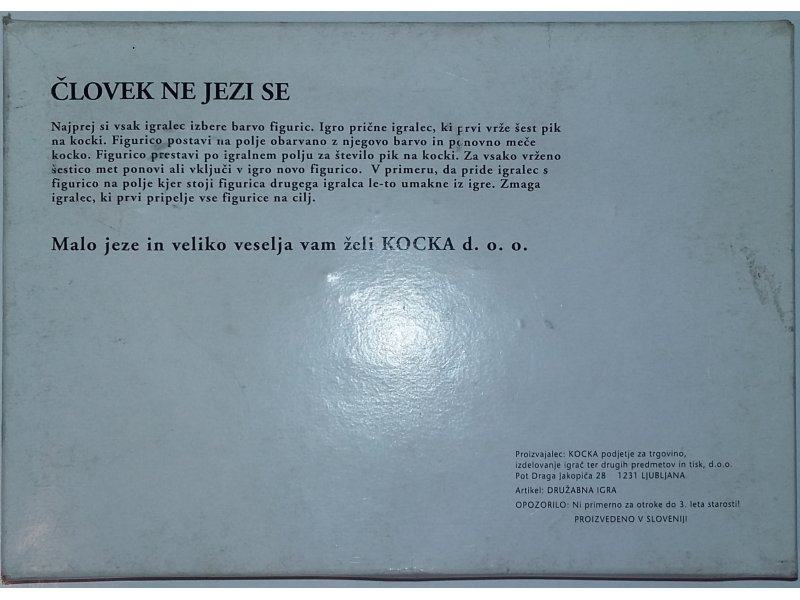 ČLOVEK NE JEZI SE
Najprej si vsak igralec izbere barvo figuric. Igro prične igralec, ki prvi vrže šest pik
na kocki. Figurico postavi na polje obarvano z njegovo barvo in ponovno meče
kocko. Figurico prestavi po igralnem polju za število pik na kocki. Za vsako vrženo
šestico met ponovi ali vključi v igro novo figurico. V primeru, da pride igralec s
figurico na polje kjer stoji figurica drugega igralca le-to umakne iz igre. Zmaga
igralec, ki prvi pripelje vse figurice na cilj.
Malo jeze in veliko veselja vam želi KOCKA d. o. o.
Proizvajalec: KOCKA podjetje za trgovino,
izdelovanje igrač ter drugih predmetov in tisk, d.o.o.
Pot Draga Jakopiča 28 1231 LJUBLJANA
Artikel: DRUŽABNA IGRA
OPOZORILO: Ni primerno za otroke do 3. leta starosti!
PROIZVEDENO V SLOVENIJI